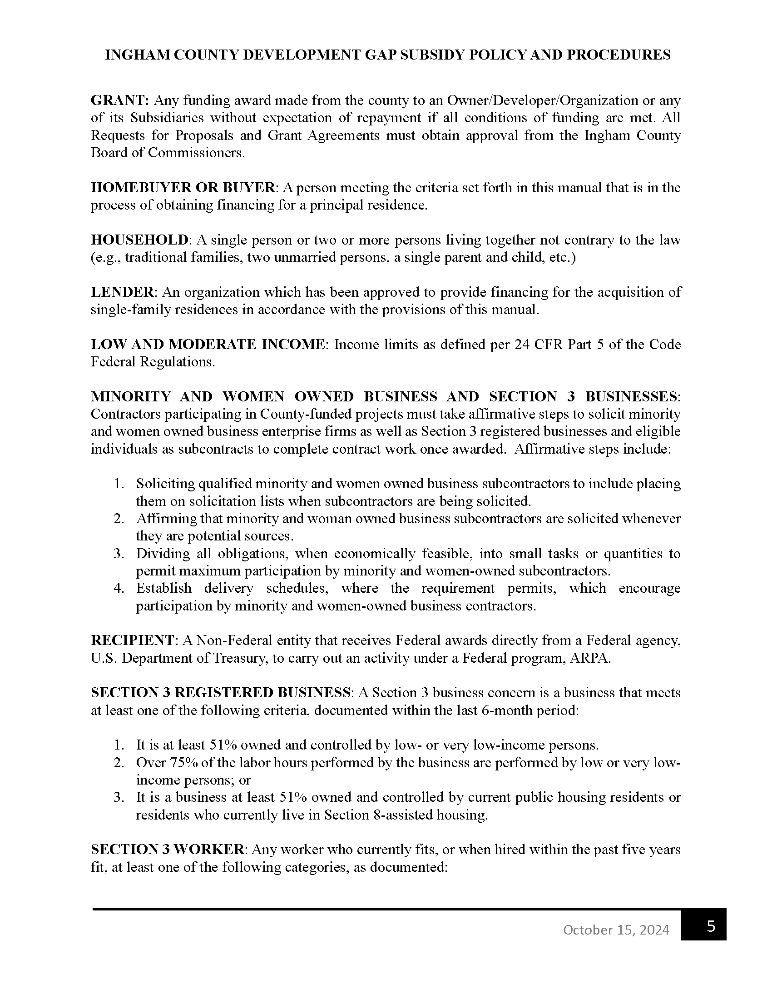 INGHAM COUNTY DEVELOPMENT GAP SUBSIDY POLICY AND PROCEDURES
GRANT: Any funding award made from the county to an Owner/Developer/Organization or any
of its Subsidiaries without expectation of repayment if all conditions of funding are met. All
Requests for Proposals and Grant Agreements must obtain approval from the Ingham County
Board of Commissioners.
HOMEBUYER OR BUYER: A person meeting the criteria set forth in this manual that is in the
process of obtaining financing for a principal residence.
HOUSEHOLD: A single person or two or more persons living together not contrary to the law
(e.g., traditional families, two unmarried persons, a single parent and child, etc.)
LENDER: An organization which has been approved to provide financing for the acquisition of
single-family residences in accordance with the provisions of this manual.
LOW AND MODERATE INCOME: Income limits as defined per 24 CFR Part 5 of the Code
Federal Regulations.
MINORITY AND WOMEN OWNED BUSINESS AND SECTION 3 BUSINESSES:
Contractors participating in County-funded projects must take affirmative steps to solicit minority
and women owned business enterprise firms as well as Section 3 registered businesses and eligible
individuals as subcontracts to complete contract work once awarded. Affirmative steps include:
1. Soliciting qualified minority and women owned business subcontractors to include placing
them on solicitation lists when subcontractors are being solicited.
2. Affirming that minority and woman owned business subcontractors are solicited whenever
they are potential sources.
3. Dividing all obligations, when economically feasible, into small tasks or quantities to
permit maximum participation by minority and women-owned subcontractors.
4. Establish delivery schedules, where the requirement permits, which encourage
participation by minority and women-owned business contractors.
RECIPIENT: A Non-Federal entity that receives Federal awards directly from a Federal agency,
U.S. Department of Treasury, to carry out an activity under a Federal program, ARPA.
SECTION 3 REGISTERED BUSINESS: A Section 3 business concern is a business that meets
at least one of the following criteria, documented within the last 6-month period:
1. It is at least 51% owned and controlled by low- or very low-income persons.
2. Over 75% of the labor hours performed by the business are performed by low or very low-
income persons; or
3. It is a business at least 51% owned and controlled by current public housing residents or
residents who currently live in Section 8-assisted housing.
SECTION 3 WORKER: Any worker who currently fits, or when hired within the past five years
fit, at least one of the following categories, as documented:
October 15, 2024 5